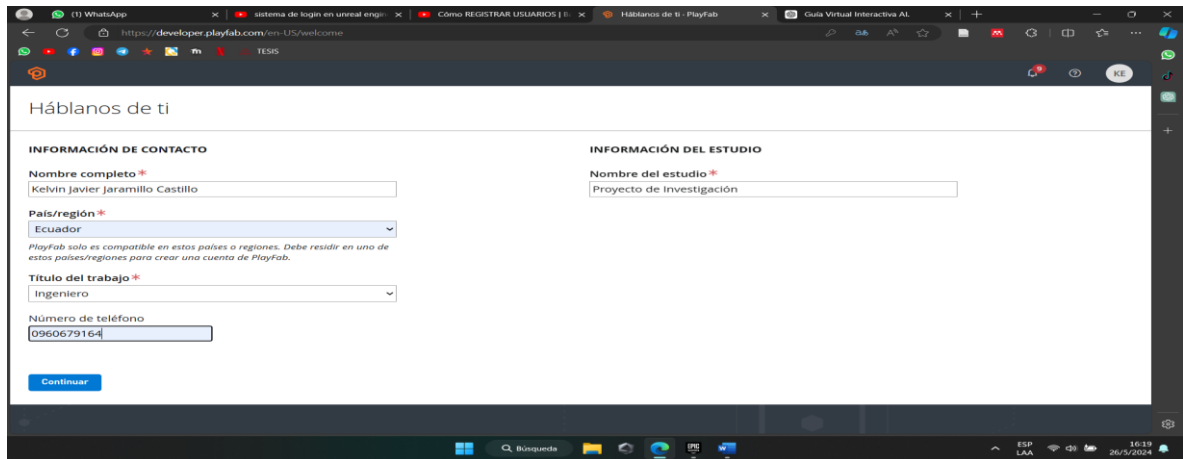 (1) WhatsApp
sistema de login en unreal engin
Cómo REGISTRAR USUARIOS |
Háblanos de ti - PlayFab
Guía Virtual Interactiva AI.
https://developer.playfab.com/en-US/welcome
TESIS
9
KE
Háblanos de ti
INFORMACIÓN DE CONTACTO
Nombre completo*
Kelvin Javier Jaramillo Castillo
País/región*
Ecuador
PlayFab solo es compatible en estos países o regiones. Debe residir en uno de
estos países/regiones para crear una cuenta de PlayFab.
Título del trabajo*
Ingeniero
Número de teléfono
0960679164
Continuar
INFORMACIÓN DEL ESTUDIO
Nombre del estudio*
Proyecto de Investigación
Búsqueda
ESP
LAA
16:19
26/5/2024